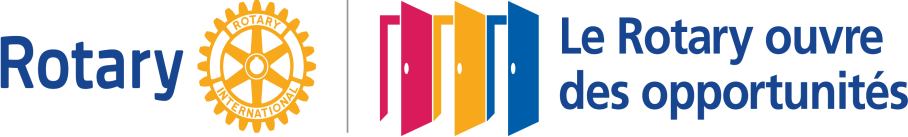 Rotary
ROTARY
INTERNATIONAL
Le Rotary ouvre
des opportunités